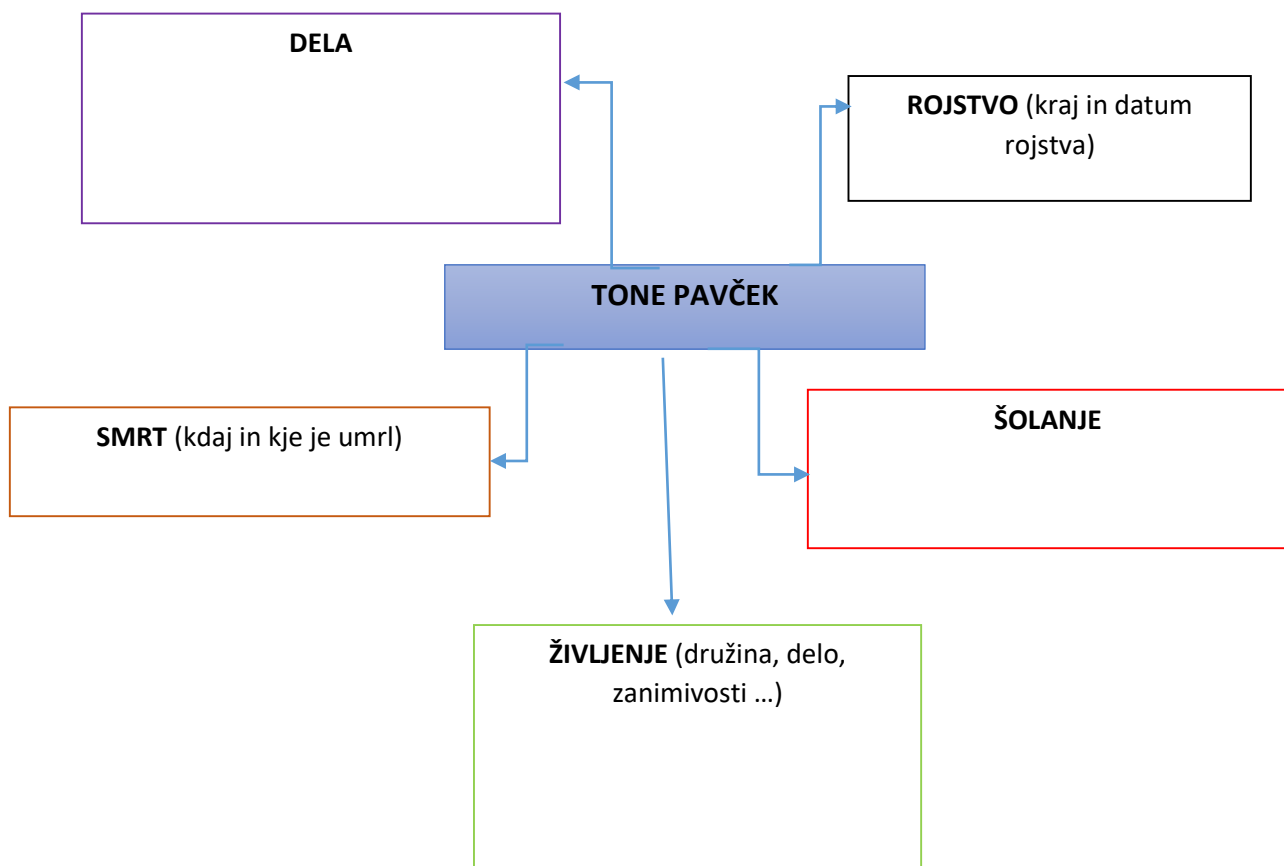 DELA
ROJSTVO (kraj in datum
rojstva)
TONE PAVČEK
SMRT (kdaj in kje je umrl)
ŠOLANJE
ŽIVLJENJE (družina, delo,
zanimivosti …)